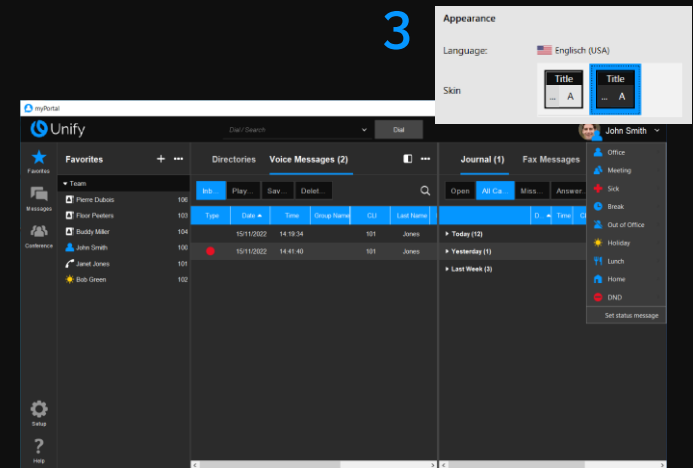 3
Appearance
Language: Englisch (USA)
Skin
Title
... A
Title
... A
myPortal
Unify
Dial / Search
Dial
John Smith
Favorites
Messages
Conference
Setup
Help
Favorites
Team
Pierre Dubois 106
Floor Peeters 103
Buddy Miller 104
John Smith 100
Janet Jones 101
Bob Green 102
Directories Voice Messages (2)
Inb... Play... Sav... Delet...
Type Date Time Group Name CLI Last Name
15/11/2022 14:19:34 101 Jones
15/11/2022 14:41:40 101 Jones
Journal (1) Fax Messages
Open All Ca... Miss... Answer...
D... Time
Today (12)
Yesterday (1)
Last Week (3)
Office
Meeting
Sick
Break
Out of Office
Holiday
Lunch
Home
DND
Set status message